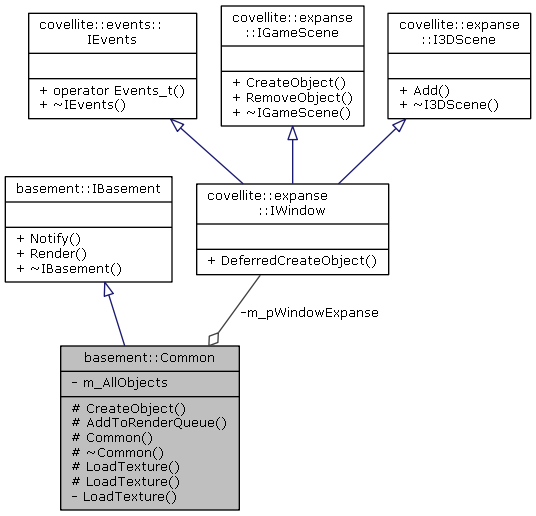 covellite::events::
IEvents
+ operator Events_t()
+ ~IEvents()
covellite::expanse
::IGameScene
+ CreateObject()
+ RemoveObject()
+ ~IGameScene()
covellite::expanse
::I3DScene
+ Add()
+ ~I3DScene()
basement::IBasement
+ Notify()
+ Render()
+ ~IBasement()
covellite::expanse
::IWindow
+ DeferredCreateObject()
-m_pWindowExpanse
basement::Common
- m_AllObjects
# CreateObject()
# AddToRenderQueue()
# Common()
# ~Common()
# LoadTexture()
# LoadTexture()
- LoadTexture()